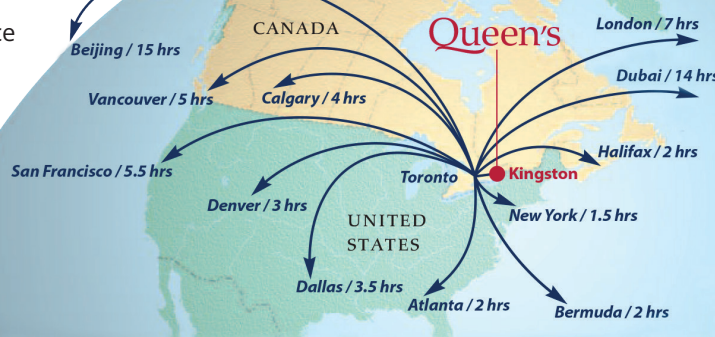 ce
CANADA
Queen's
London / 7 hrs
Beijing / 15 hrs
Dubai / 14 hrs
Vancouver / 5 hrs
Calgary / 4 hrs
Halifax / 2 hrs
San Francisco / 5.5 hrs
Toronto
Kingston
Denver / 3 hrs
New York / 1.5 hrs
UNITED
STATES
Dallas / 3.5 hrs
Atlanta / 2 hrs
Bermuda / 2 hrs